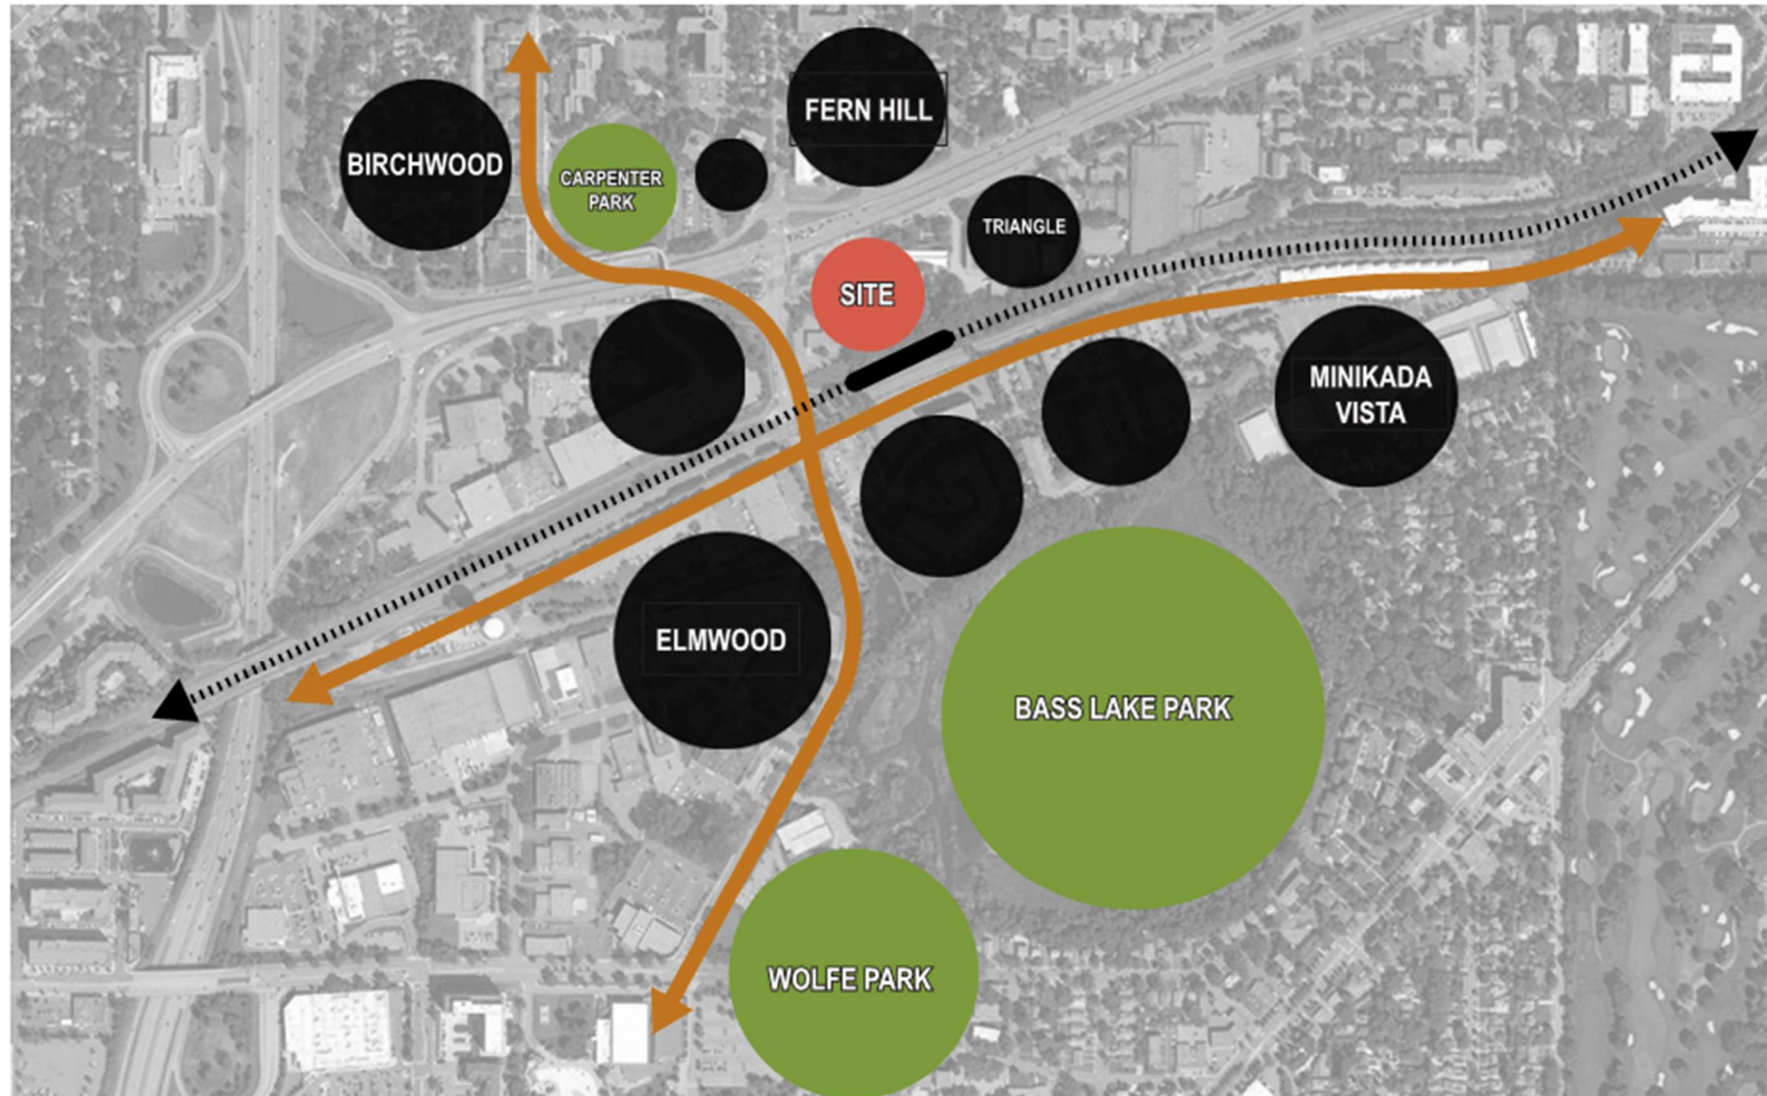 FERN HILL
BIRCHWOOD
CARPENTER
PARK
TRIANGLE
SITE
MINIKADA
VISTA
ELMWOOD
BASS LAKE PARK
WOLFE PARK